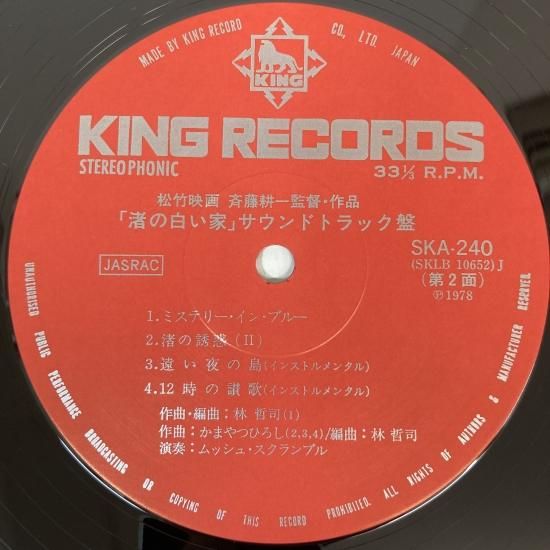 MADE BY KING RECORD CO., LTD. JAPAN
KING
KING RECORDS
STEREOPHONIC
33 1/3 R.P.M.
松竹映画 斉藤耕一監督・作品
「渚の白い家」サウンドトラック盤
JASRAC
SKA-240
(SKLB 10652) J
(第2面)
℗1978
1.ミステリー・イン・ブルー
2.渚の誘惑(II)
3.遠い夜の島(インストルメンタル)
4.12時の讃歌(インストルメンタル)
作曲・編曲:林 哲司(1)
作曲:かまやつひろし(2,3,4)/編曲:林 哲司
演奏:ムッシュ・スクランブル
UNAUTHORISED PUBLIC PERFORMANCE BROADCASTING OR COPYING OF THIS RECORD PROHIBITED. ALL RIGHTS OF AUTHORS & MANUFACTURER RESERVED.